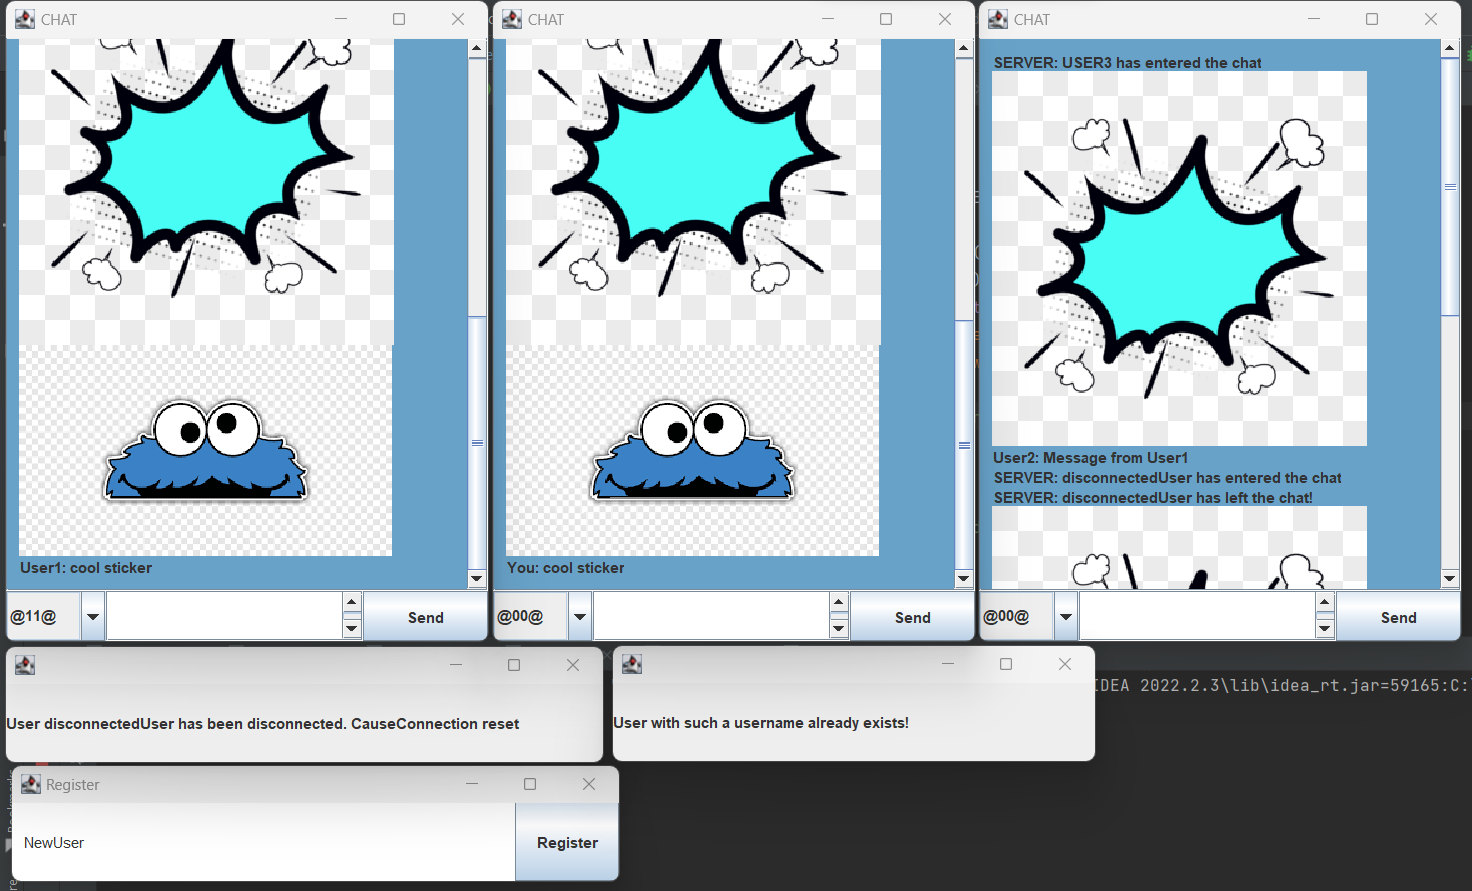 CHAT
User1: cool sticker
@11@
Send
CHAT
You: cool sticker
@00@
Send
CHAT
SERVER: USER3 has entered the chat
User2: Message from User1
SERVER: disconnectedUser has entered the chat
SERVER: disconnectedUser has left the chat!
@00@
Send
User disconnectedUser has been disconnected. CauseConnection reset
User with such a username already exists!
IDEA 2022.2.3\lib\idea_rt.jar=59165:C:\
Register
NewUser
Register